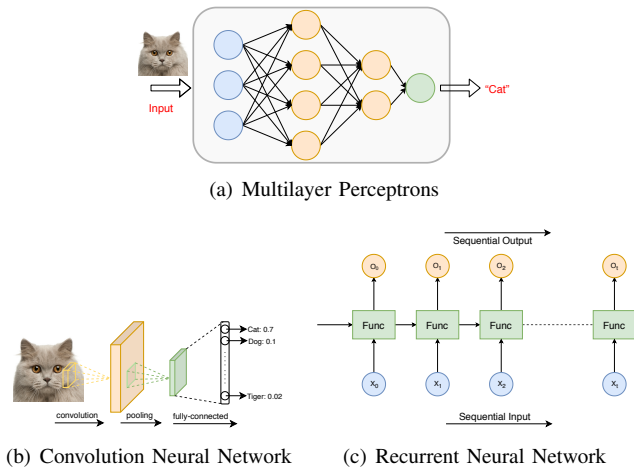 Input
"Cat"
(a) Multilayer Perceptrons
Cat: 0.7
Dog: 0.1
Tiger: 0.02
convolution
pooling
fully-connected
(b) Convolution Neural Network
Sequential Output
O₀ O₁ O₂ Oₜ
Func Func Func Func
X₀ X₁ X₂ Xₜ
Sequential Input
(c) Recurrent Neural Network